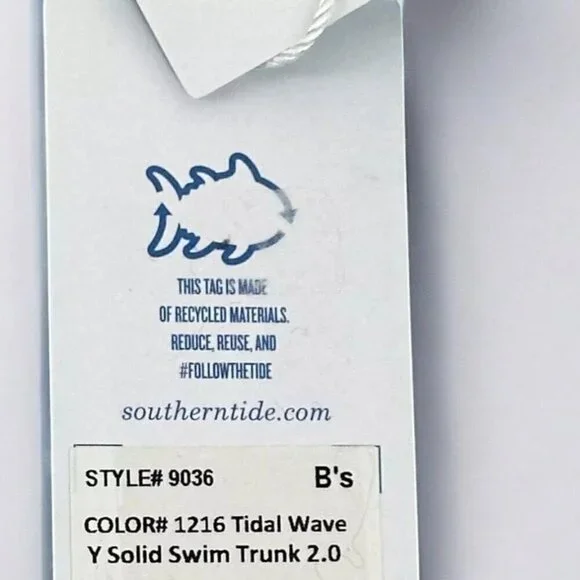 THIS TAG IS MADE
OF RECYCLED MATERIALS.
REDUCE, REUSE, AND
#FOLLOWTHETIDE
southerntide.com
STYLE# 9036 B's
COLOR# 1216 Tidal Wave
Y Solid Swim Trunk 2.0